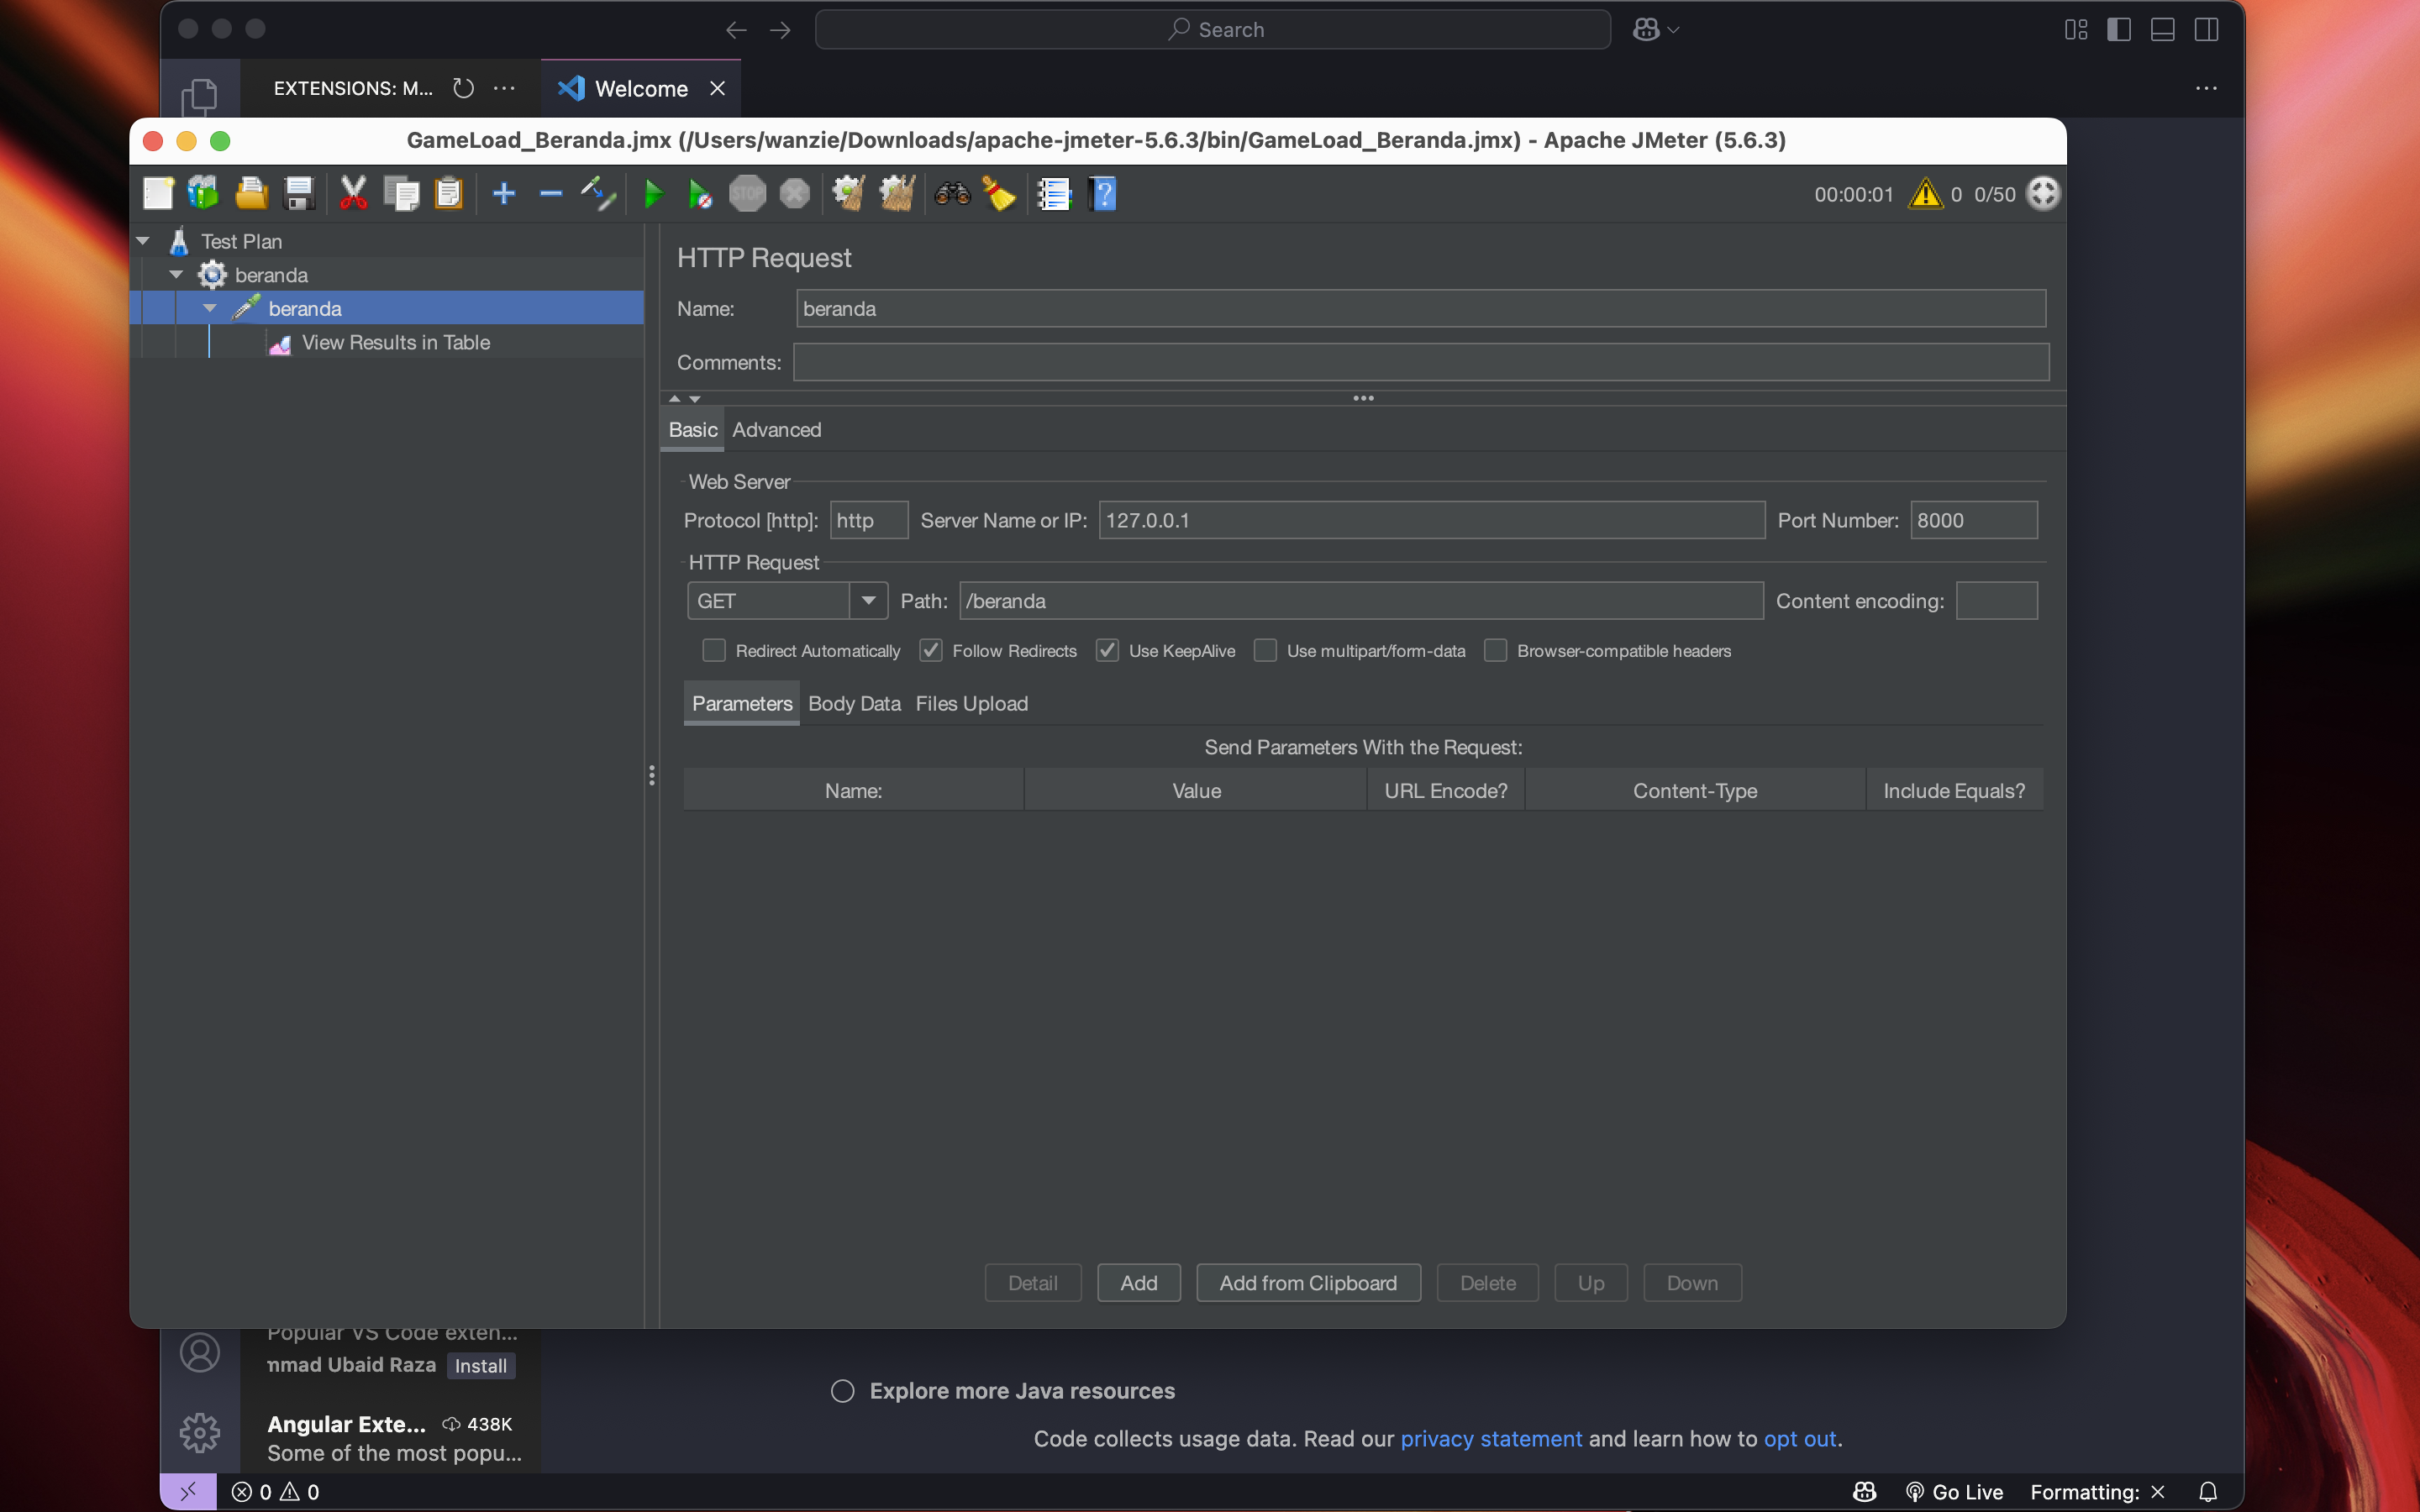 Search
EXTENSIONS: M...
Welcome
GameLoad_Beranda.jmx (/Users/wanzie/Downloads/apache-jmeter-5.6.3/bin/GameLoad_Beranda.jmx) - Apache JMeter (5.6.3)
STOP
00:00:01 0 0/50
Test Plan
beranda
beranda
View Results in Table
HTTP Request
Name: beranda
Comments:
Basic Advanced
Web Server
Protocol [http]: http Server Name or IP: 127.0.0.1 Port Number: 8000
HTTP Request
GET Path: /beranda Content encoding:
Redirect Automatically Follow Redirects Use KeepAlive Use multipart/form-data Browser-compatible headers
Parameters Body Data Files Upload
Send Parameters With the Request:
Name: Value URL Encode? Content-Type Include Equals?
Detail Add Add from Clipboard Delete Up Down
Popular VS Code exten...
mmad Ubaid Raza Install
Angular Exte... 438K
Some of the most popu...
Explore more Java resources
Code collects usage data. Read our privacy statement and learn how to opt out.
0 0
Go Live Formatting: